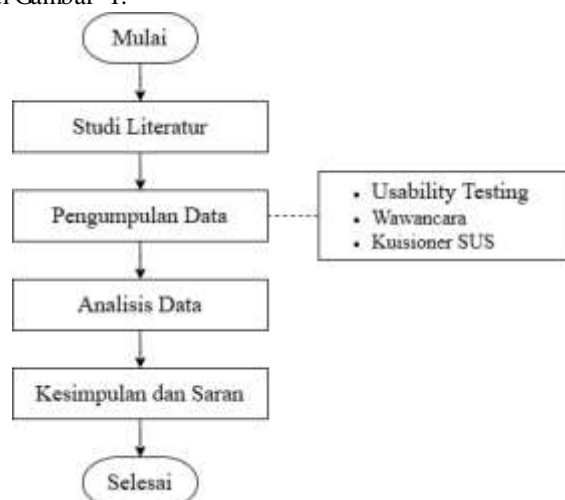 Gambar 1.
Mulai
Studi Literatur
Pengumpulan Data
• Usability Testing
• Wawancara
• Kuisioner SUS
Analisis Data
Kesimpulan dan Saran
Selesai